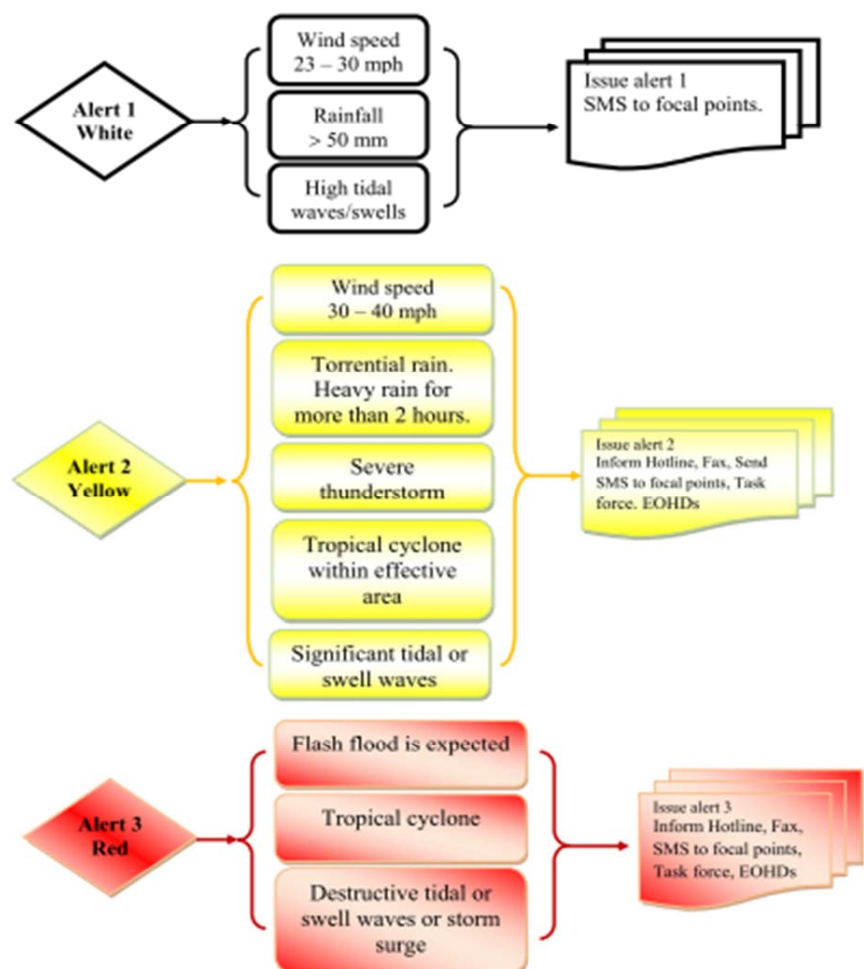 Alert 1
White
Wind speed
23 – 30 mph
Rainfall
> 50 mm
High tidal
waves/swells
Issue alert 1
SMS to focal points.
Alert 2
Yellow
Wind speed
30 – 40 mph
Torrential rain.
Heavy rain for
more than 2 hours.
Severe
thunderstorm
Tropical cyclone
within effective
area
Significant tidal or
swell waves
Issue alert 2
Inform Hotline, Fax, Send
SMS to focal points, Task
force. EOHDs
Alert 3
Red
Flash flood is expected
Tropical cyclone
Destructive tidal or
swell waves or storm
surge
Issue alert 3
Inform Hotline, Fax,
SMS to focal points,
Task force, EOHDs